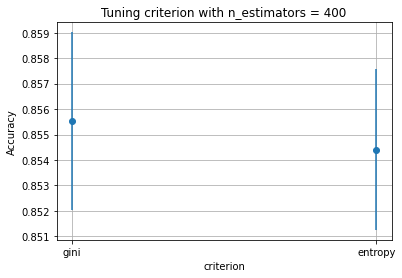 Tuning criterion with n_estimators = 400
Accuracy
0.859
0.858
0.857
0.856
0.855
0.854
0.853
0.852
0.851
gini
entropy
criterion